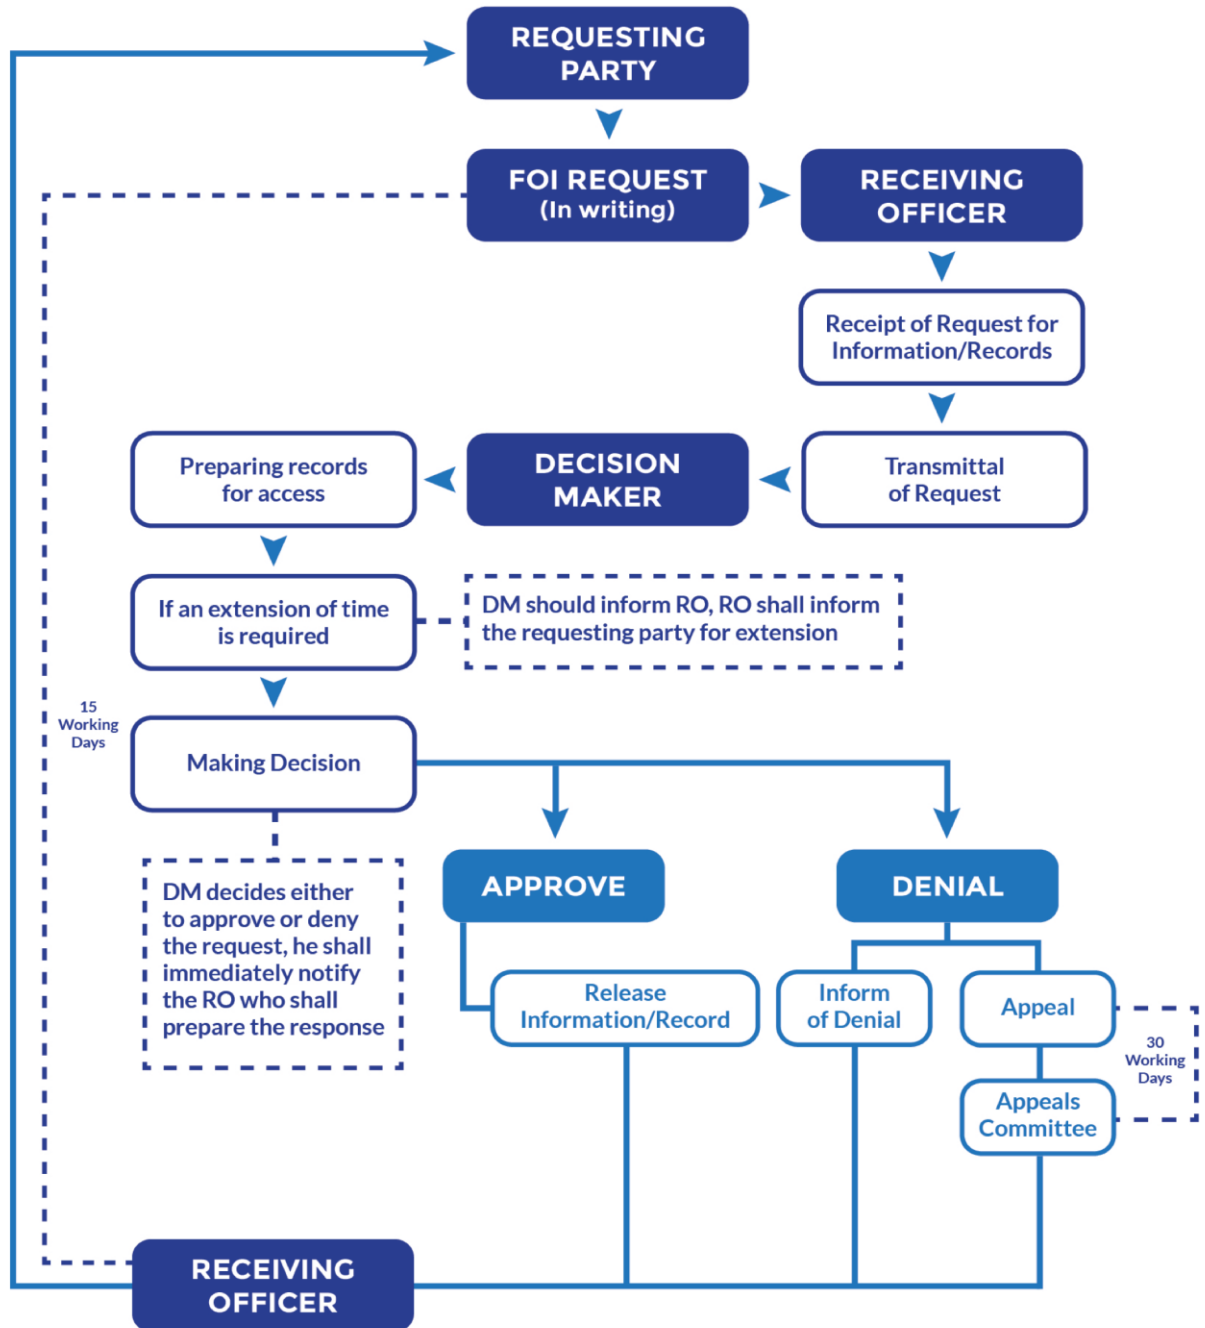 REQUESTING
PARTY
FOI REQUEST
(In writing)
RECEIVING
OFFICER
Receipt of Request for
Information/Records
Transmittal
of Request
DECISION
MAKER
Preparing records
for access
If an extension of time
is required
DM should inform RO, RO shall inform
the requesting party for extension
15
Working
Days
Making Decision
DM decides either
to approve or deny
the request, he shall
immediately notify
the RO who shall
prepare the response
APPROVE
DENIAL
Release
Information/Record
Inform
of Denial
Appeal
30
Working
Days
Appeals
Committee
RECEIVING
OFFICER